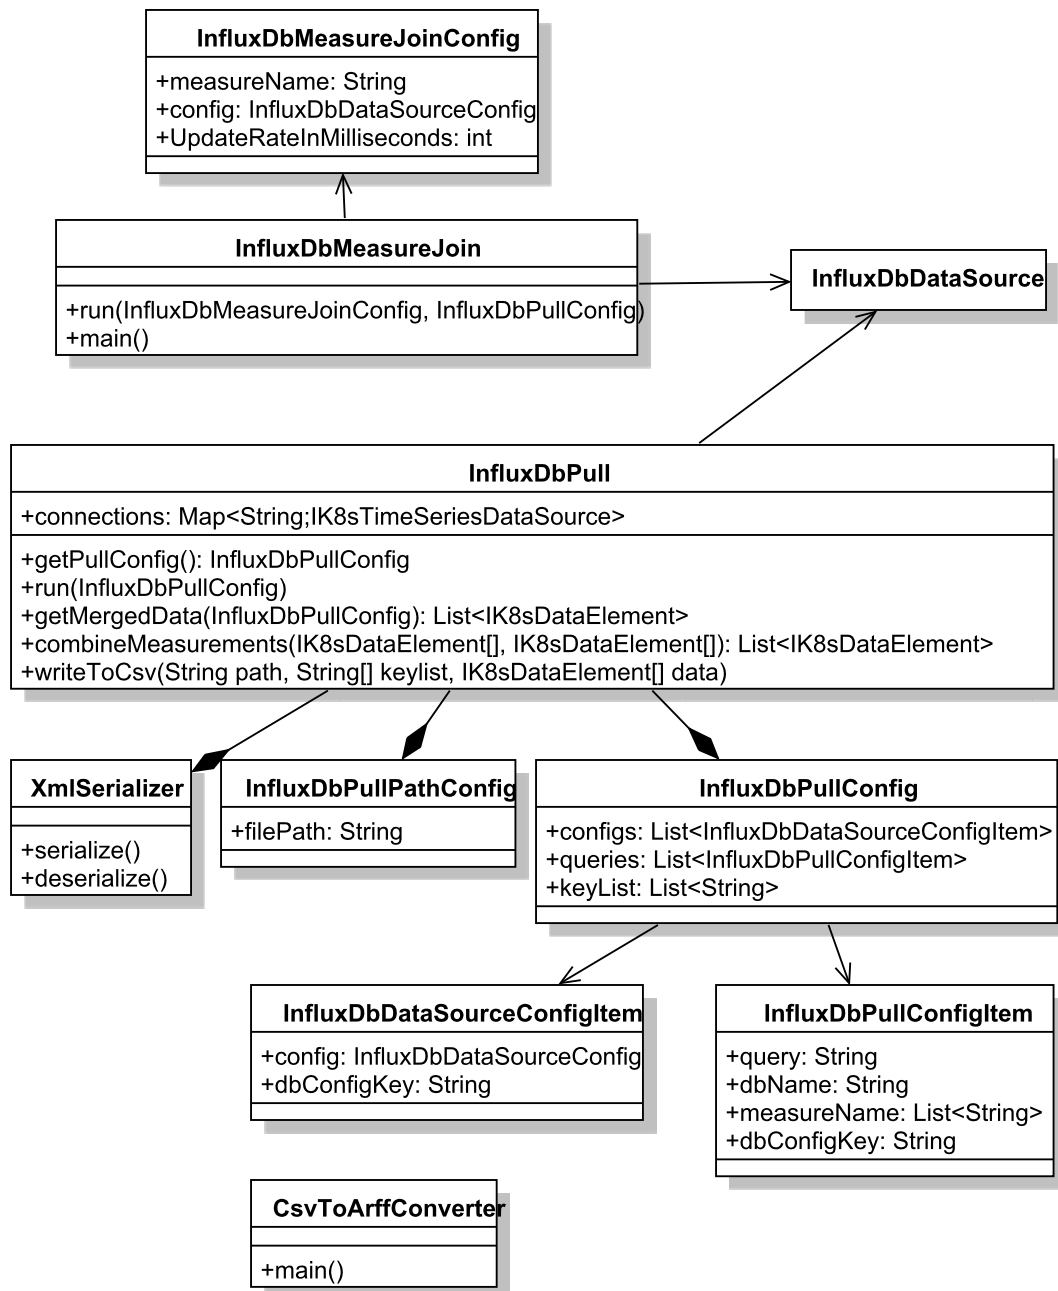 InfluxDbMeasureJoinConfig
+measureName: String
+config: InfluxDbDataSourceConfig
+UpdateRateInMilliseconds: int
InfluxDbMeasureJoin
+run(InfluxDbMeasureJoinConfig, InfluxDbPullConfig)
+main()
InfluxDbDataSource
InfluxDbPull
+connections: Map<String;IK8sTimeSeriesDataSource>
+getPullConfig(): InfluxDbPullConfig
+run(InfluxDbPullConfig)
+getMergedData(InfluxDbPullConfig): List<IK8sDataElement>
+combineMeasurements(IK8sDataElement[], IK8sDataElement[]): List<IK8sDataElement>
+writeToCsv(String path, String[] keylist, IK8sDataElement[] data)
XmlSerializer
+serialize()
+deserialize()
InfluxDbPullPathConfig
+filePath: String
InfluxDbPullConfig
+configs: List<InfluxDbDataSourceConfigItem>
+queries: List<InfluxDbPullConfigItem>
+keyList: List<String>
InfluxDbDataSourceConfigItem
+config: InfluxDbDataSourceConfig
+dbConfigKey: String
InfluxDbPullConfigItem
+query: String
+dbName: String
+measureName: List<String>
+dbConfigKey: String
CsvToArffConverter
+main()